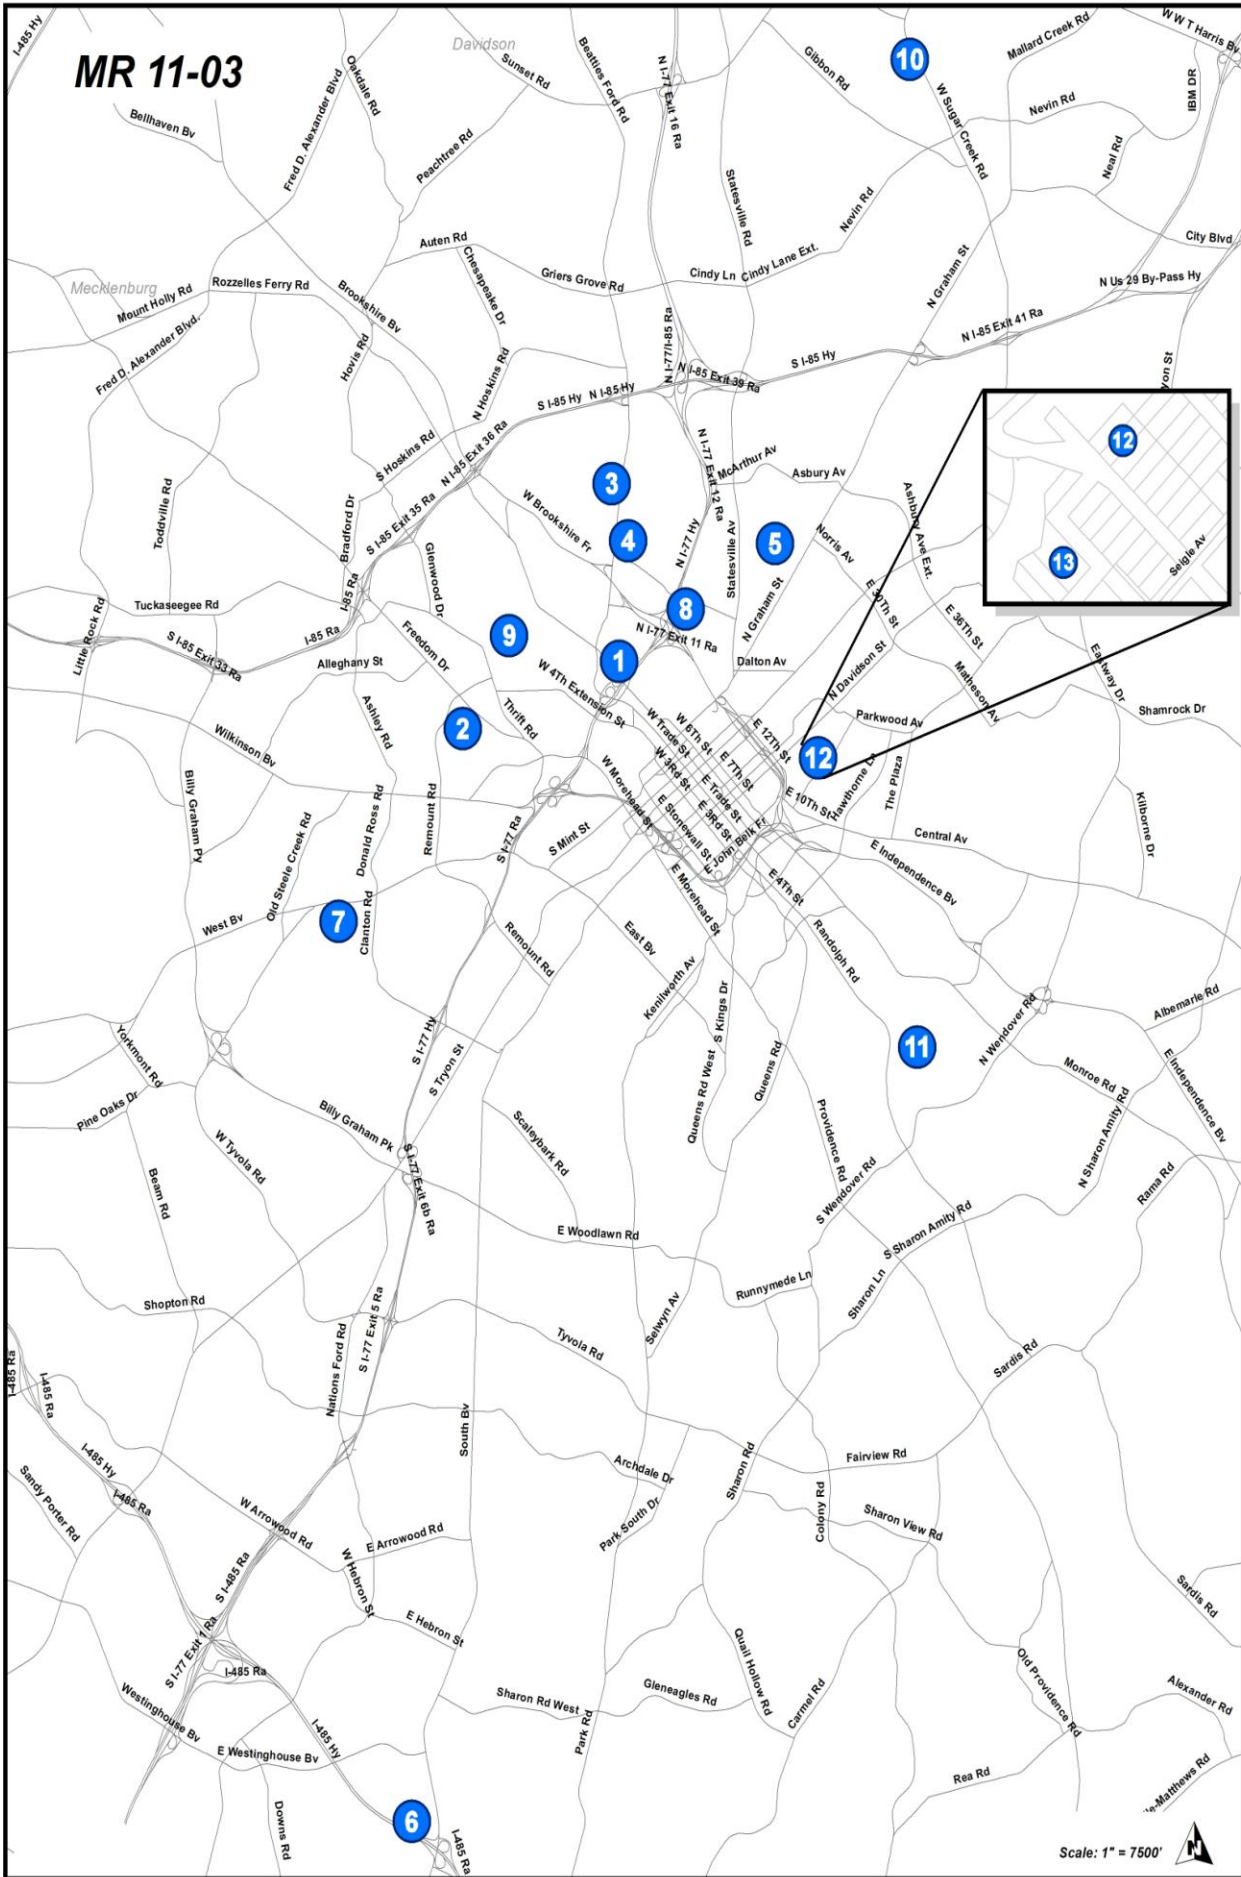 MR 11-03
I-485 Hy
Davidson
Sunset Rd
Beatties Ford Rd
N I-77 Exit 16 Ra
Gibbon Rd
10
Mallard Creek Rd
W W T Harris Bv
IBM DR
Oakdale Rd
Bellhaven Bv
Fred D. Alexander Blvd
Peachtree Rd
W Sugar Creek Rd
Nevin Rd
Neal Rd
Statesville Rd
Nevin Rd
City Blvd
Auten Rd
Chesapeake Dr
Griers Grove Rd
Cindy Ln
Cindy Lane Ext.
N Graham St
N Us 29 By-Pass Hy
Mecklenburg
Mount Holly Rd
Rozzelles Ferry Rd
Brookshire Bv
Fred D. Alexander Blvd.
Hovis Rd
N Hoskins Rd
N I-77/I-85 Ra
N I-85 Exit 41 Ra
S I-85 Hy
N I-85 Exit 39 Ra
S I-85 Hy
N I-85 Hy
yon St
S Hoskins Rd
N I-85 Exit 36 Ra
N I-77 Exit 12 Ra
McArthur Av
Asbury Av
Ashbury Ave Ext.
12
13
Seigle Av
3
4
5
Toddville Rd
Bradford Dr
S I-85 Exit 35 Ra
W Brookshire Fr
N I-77 Hy
Statesville Av
Norris Av
Glenwood Dr
I-85 Ra
Tuckaseegee Rd
Little Rock Rd
S I-85 Exit 33 Ra
I-85 Ra
Freedom Dr
9
8
N I-77 Exit 11 Ra
N Graham St
E 30th St
E 36Th St
Eastway Dr
Alleghany St
1
W 4Th Extension St
Dalton Av
N Davidson St
Matheson Av
Shamrock Dr
Ashley Rd
2
Thrift Rd
W Trade St
W 6Th St
E 12Th St
Parkwood Av
Wilkinson Bv
W 3Rd St
E 7Th St
12
Hawthorne Ln
The Plaza
Billy Graham Py
Remount Rd
W Morehead St
E Trade St
E 10Th St
Kilborne Dr
Old Steele Creek Rd
Donald Ross Rd
S I-77 Ra
S Mint St
E Stonewall St
E 3Rd St
E John Belk Fr
Central Av
E Independence Bv
E Morehead St
E 4Th St
West Bv
7
Clanton Rd
Remount Rd
East Bv
Randolph Rd
Kenilworth Av
S Kings Dr
N Wendover Rd
Albemarle Rd
Yorkmont Rd
S I-77 Hy
S Tryon St
11
Queens Rd West
Queens Rd
Monroe Rd
E Independence Bv
Pine Oaks Dr
Billy Graham Pk
Scaleybark Rd
Providence Rd
N Sharon Amity Rd
W Tyvola Rd
S I-77 Exit 6b Ra
Beam Rd
Rama Rd
S Wendover Rd
E Woodlawn Rd
S Sharon Amity Rd
Runnymede Ln
Sharon Ln
Shopton Rd
S I-77 Exit 5 Ra
Nations Ford Rd
Selwyn Av
Tyvola Rd
Sardis Rd
I-485 Ra
I-485 Ra
South Bv
I-485 Hy
I-485 Ra
Archdale Dr
Sharon Rd
Fairview Rd
Sandy Porter Rd
W Arrowood Rd
E Arrowood Rd
Park South Dr
Colony Rd
Sharon View Rd
S I-485 Ra
W Hebron St
E Hebron St
Sardis Rd
S I-77 Exit 1 Ra
I-485 Ra
Quail Hollow Rd
Old Providence Rd
Westinghouse Bv
Sharon Rd West
Gleneagles Rd
Carmel Rd
Alexander Rd
I-485 Hy
Park Rd
E Westinghouse Bv
Rea Rd
le-Matthews Rd
Downs Rd
6
I-485 Ra
Scale: 1" = 7500'
N